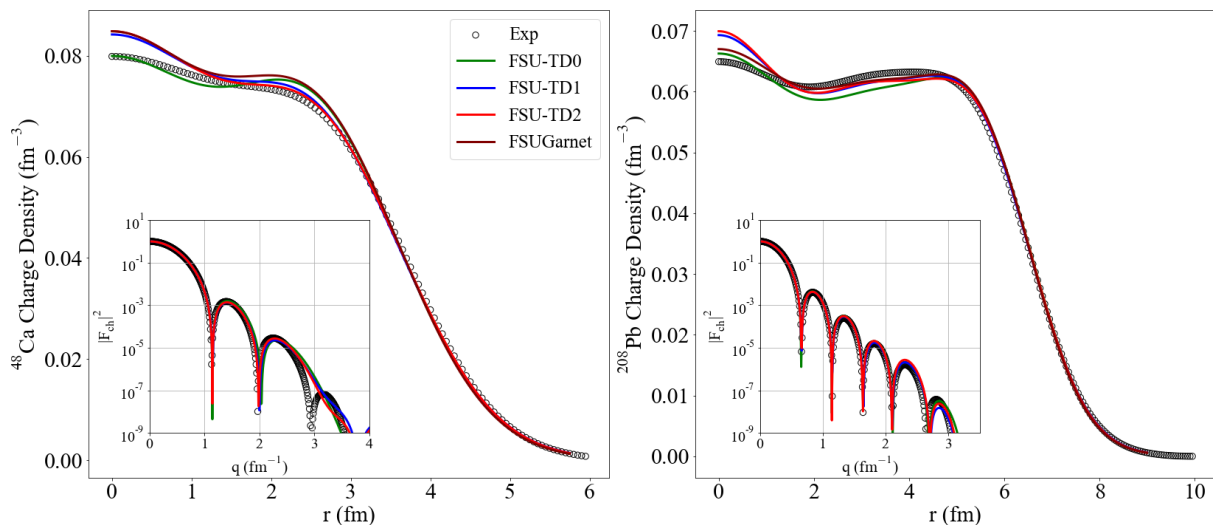 Exp
FSU-TD0
FSU-TD1
FSU-TD2
FSUGarnet
⁴⁸Ca Charge Density (fm⁻³)
0.08
0.06
0.04
0.02
0.00
0 1 2 3 4 5 6
r (fm)
|F_ch|²
10¹
10⁻¹
10⁻³
10⁻⁵
10⁻⁷
10⁻⁹
0 1 2 3 4
q (fm⁻¹)
²⁰⁸Pb Charge Density (fm⁻³)
0.07
0.06
0.05
0.04
0.03
0.02
0.01
0.00
0 2 4 6 8 10
r (fm)
|F_ch|²
10¹
10⁻¹
10⁻³
10⁻⁵
10⁻⁷
10⁻⁹
0 1 2 3
q (fm⁻¹)